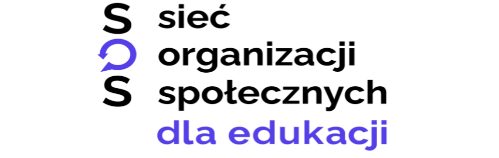 S sieć
O organizacji
S społecznych
dla edukacji